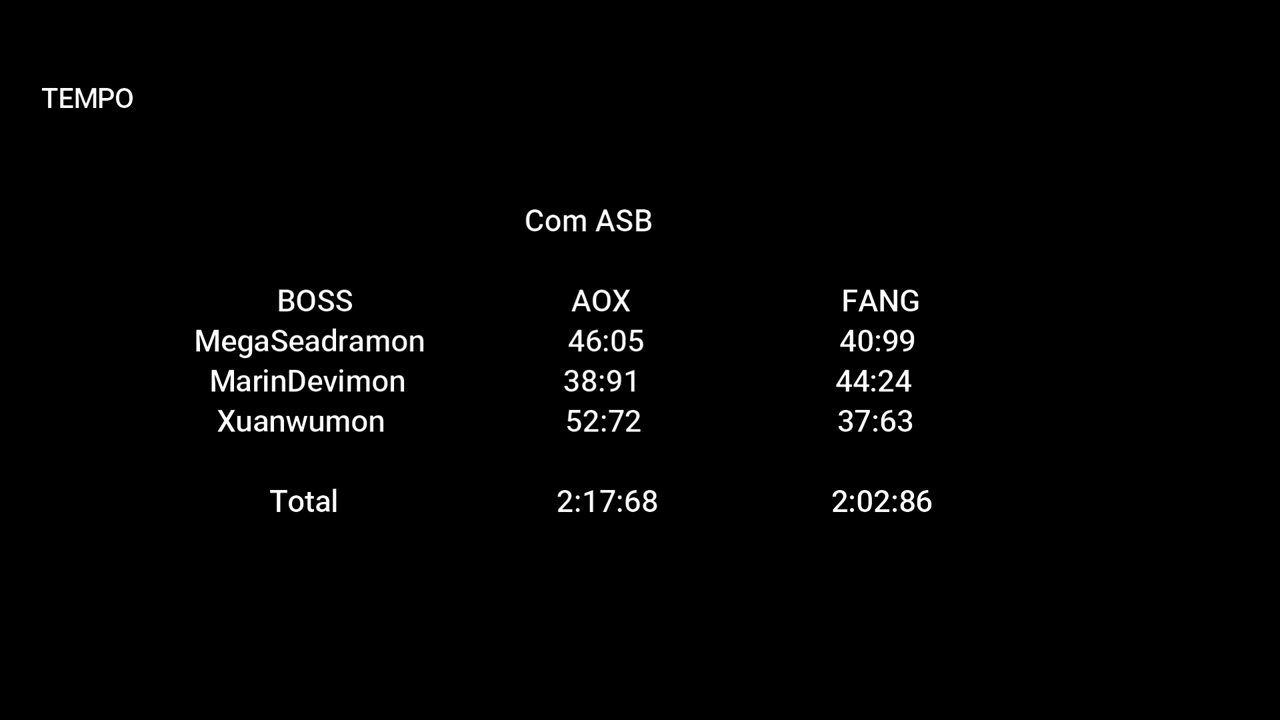 TEMPO
Com ASB
BOSS AOX FANG
MegaSeadramon 46:05 40:99
MarinDevimon 38:91 44:24
Xuanwumon 52:72 37:63
Total 2:17:68 2:02:86